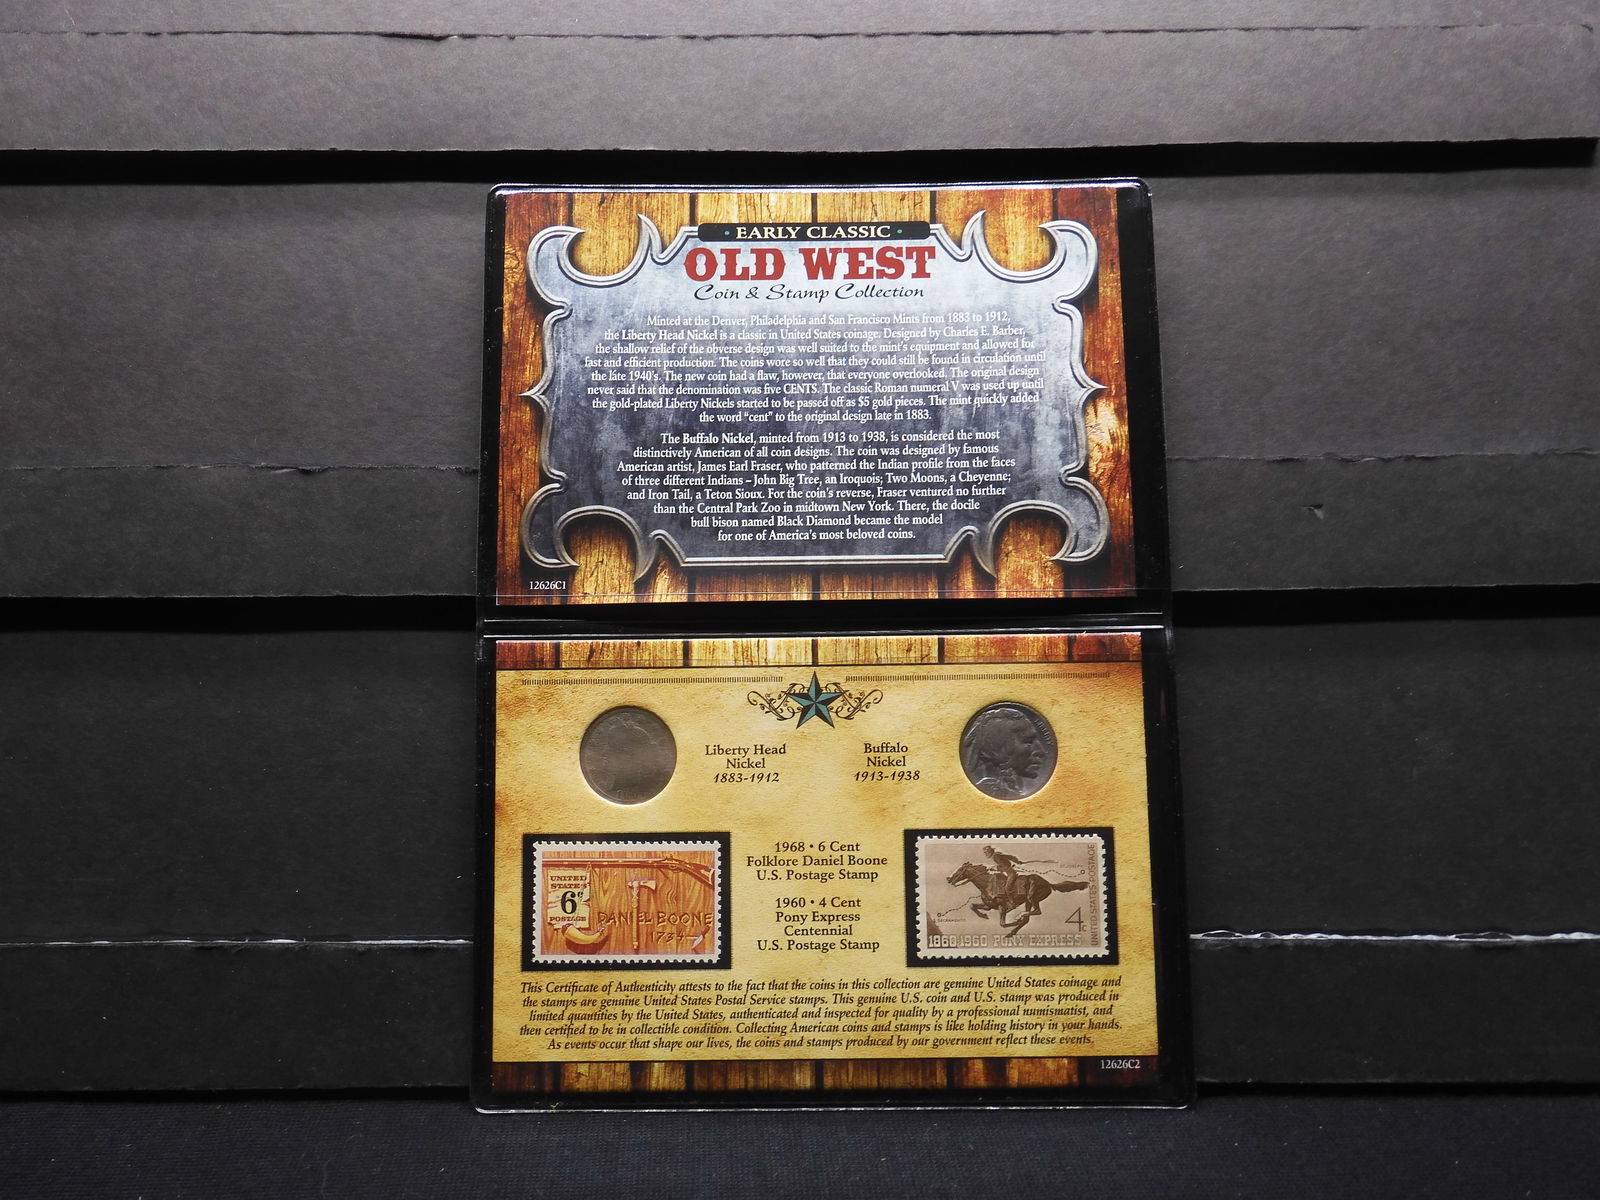 • EARLY CLASSIC •
OLD WEST
Coin & Stamp Collection
Minted at the Denver, Philadelphia and San Francisco Mints from 1883 to 1912,
the Liberty Head Nickel is a classic in United States coinage. Designed by Charles E. Barber,
the shallow relief of the obverse design was well suited to the mint's equipment and allowed for
fast and efficient production. The coins wore so well that they could still be found in circulation until
the late 1940's. The new coin had a flaw, however, that everyone overlooked. The original design
never said that the denomination was five CENTS. The classic Roman numeral V was used up until
the gold-plated Liberty Nickels started to be passed off as $5 gold pieces. The mint quickly added
the word "cent" to the original design late in 1883.
The Buffalo Nickel, minted from 1913 to 1938, is considered the most
distinctively American of all coin designs. The coin was designed by famous
American artist, James Earl Fraser, who patterned the Indian profile from the faces
of three different Indians – John Big Tree, an Iroquois; Two Moons, a Cheyenne;
and Iron Tail, a Teton Sioux. For the coin's reverse, Fraser ventured no further
than the Central Park Zoo in midtown New York. There, the docile
bull bison named Black Diamond became the model
for one of America's most beloved coins.
12626C1
Liberty Head
Nickel
1883-1912
Buffalo
Nickel
1913-1938
1968 • 6 Cent
Folklore Daniel Boone
U.S. Postage Stamp
1960 • 4 Cent
Pony Express
Centennial
U.S. Postage Stamp
UNITED
STATES
6c
POSTAGE
DANIEL BOONE
1734
ST. JOSEPH
SACRAMENTO
4c
UNITED STATES POSTAGE
1860-1960 PONY EXPRESS
This Certificate of Authenticity attests to the fact that the coins in this collection are genuine United States coinage and
the stamps are genuine United States Postal Service stamps. This genuine U.S. coin and U.S. stamp was produced in
limited quantities by the United States, authenticated and inspected for quality by a professional numismatist, and
then certified to be in collectible condition. Collecting American coins and stamps is like holding history in your hands.
As events occur that shape our lives, the coins and stamps produced by our government reflect these events.
12626C2